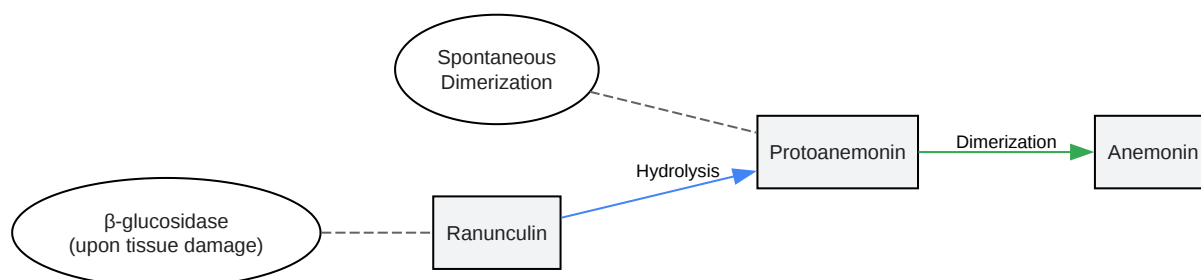 Spontaneous
Dimerization
Protoanemonin
Dimerization
Anemonin
Hydrolysis
β-glucosidase
(upon tissue damage)
Ranunculin